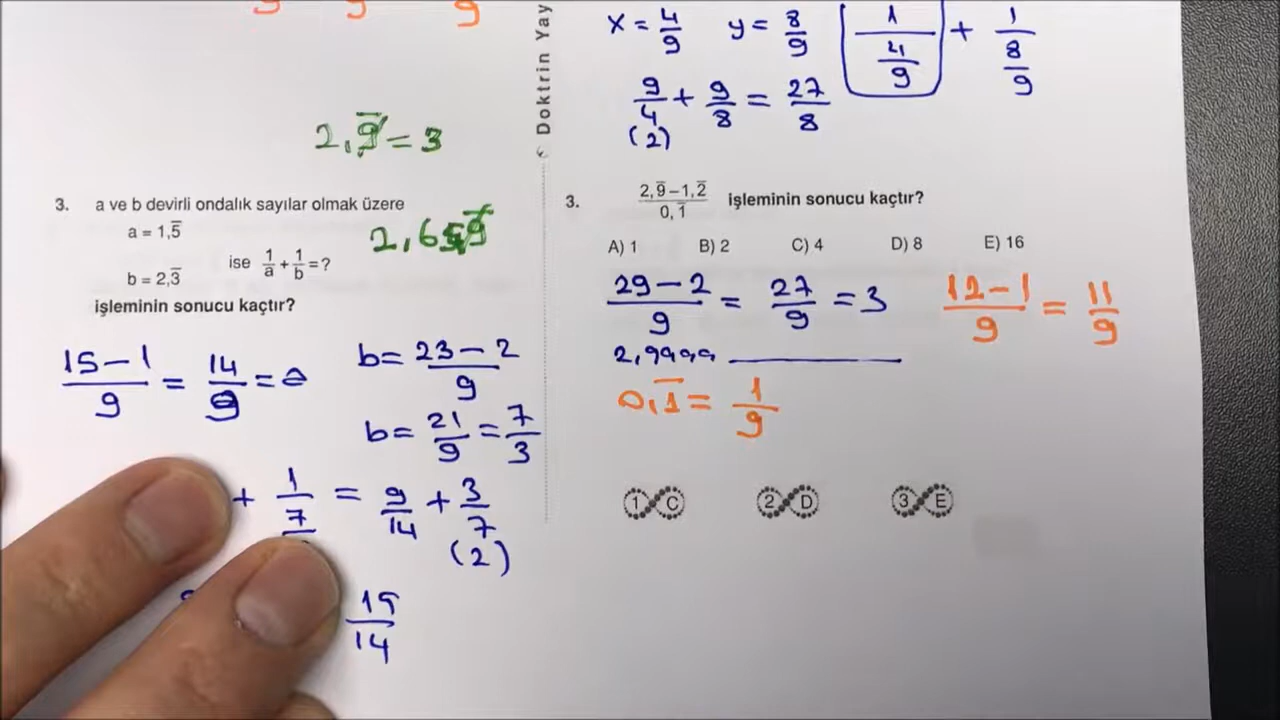 9 9 9
2,9̅ = 3
3. a ve b devirli ondalık sayılar olmak üzere
a = 1,5̅
b = 2,3̅
ise 1/a + 1/b = ?
işleminin sonucu kaçtır?
2,659̅
15 – 1/9 = 14/9 = a
b = 23 – 2/9
b = 21/9 = 7/3
+ 1/7 = 9/14 + 3/7
(2)
15/14
Doktrin Yay
x = 4/9 y = 8/9 1/(4/9) + 1/(8/9)
9/4 + 9/8 = 27/8
(2)
3. (2,9̅ – 1,2̅)/0,1̅ işleminin sonucu kaçtır?
A) 1 B) 2 C) 4 D) 8 E) 16
29 – 2/9 = 27/9 = 3 12 – 1/9 = 11/9
2,9999
0,1̅ = 1/9
1 C 2 D 3 E